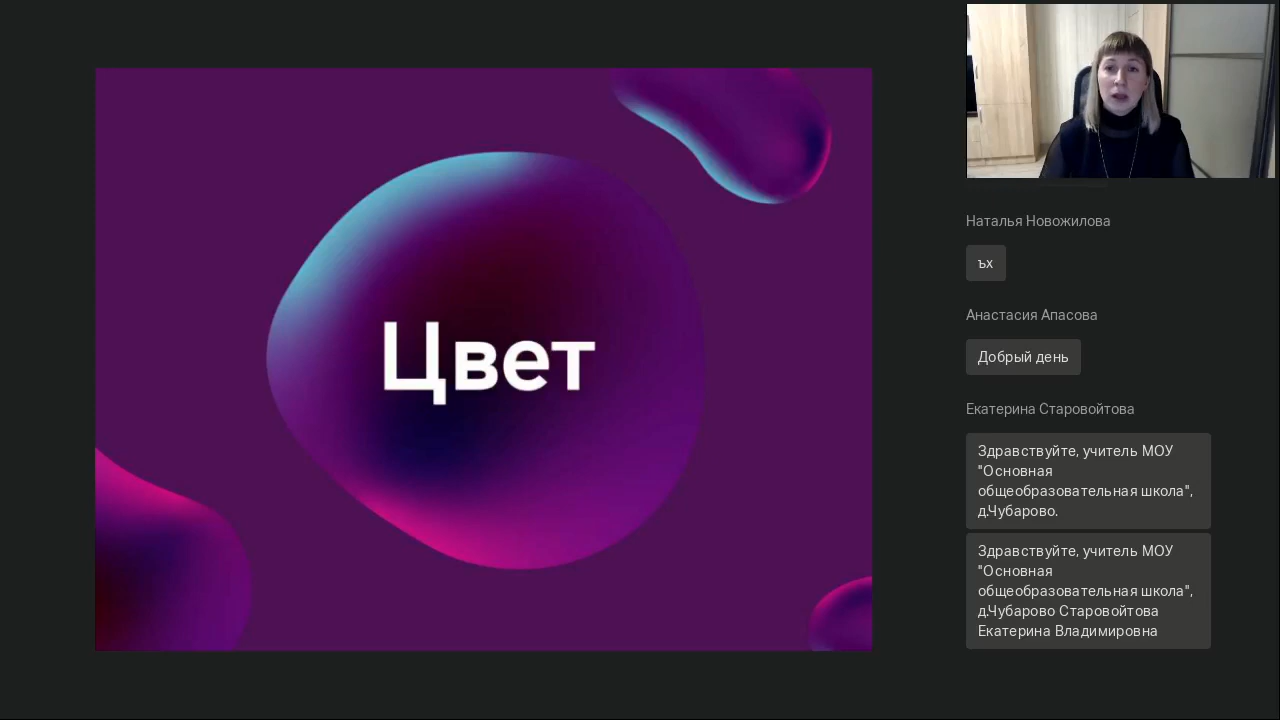 Цвет
Наталья Новожилова
ъх
Анастасия Апасова
Добрый день
Екатерина Старовойтова
Здравствуйте, учитель МОУ
"Основная
общеобразовательная школа",
д.Чубарово.
Здравствуйте, учитель МОУ
"Основная
общеобразовательная школа",
д.Чубарово Старовойтова
Екатерина Владимировна